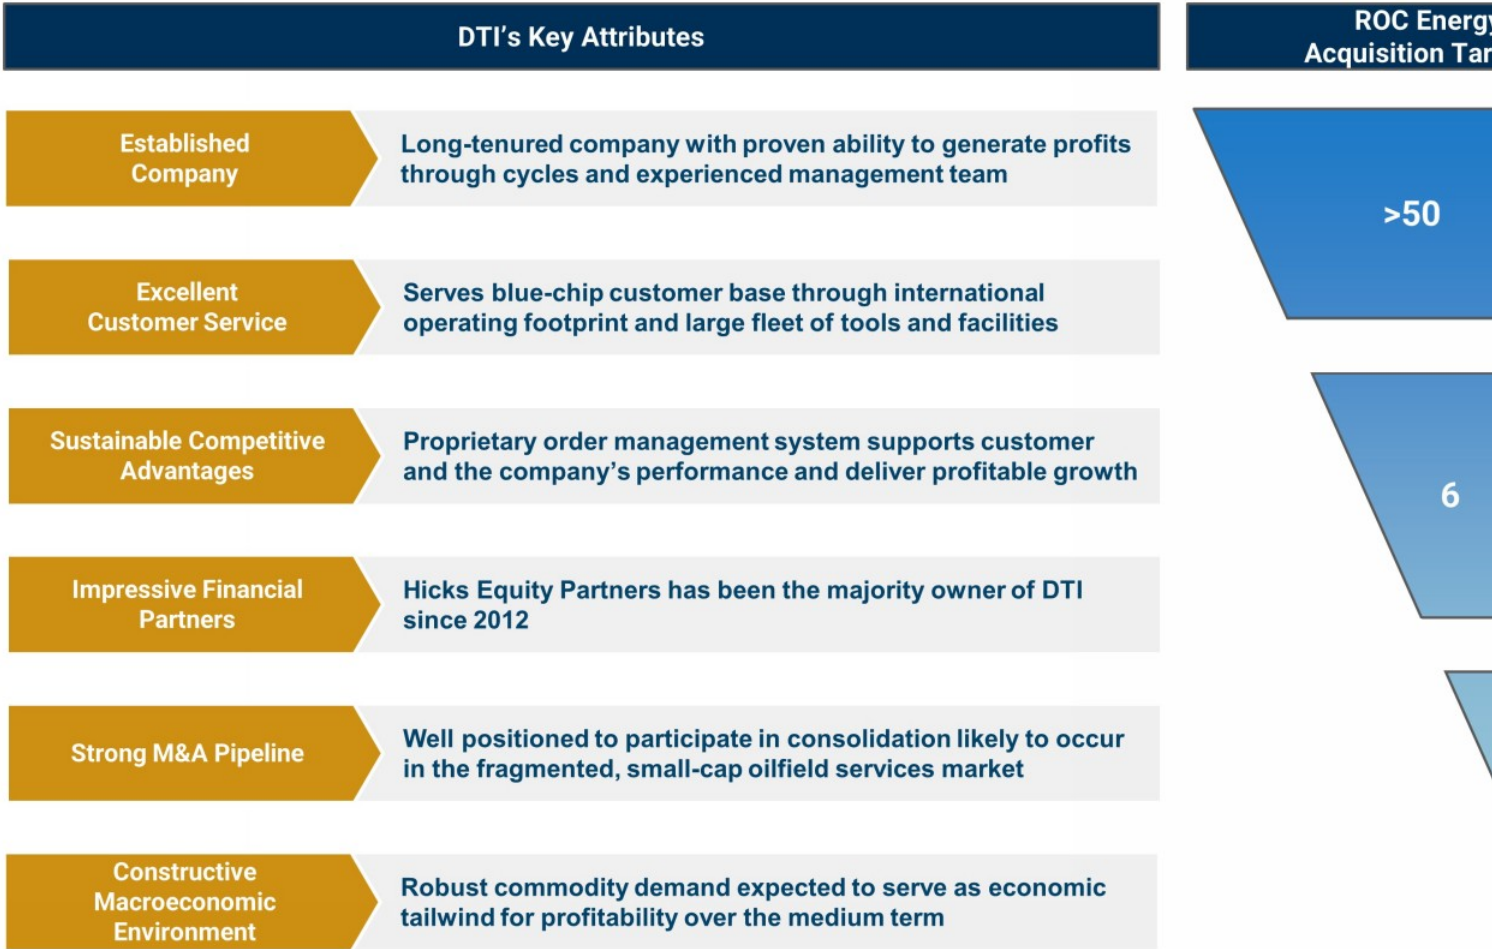 DTI's Key Attributes
Established
Company
Long-tenured company with proven ability to generate profits
through cycles and experienced management team
Excellent
Customer Service
Serves blue-chip customer base through international
operating footprint and large fleet of tools and facilities
Sustainable Competitive
Advantages
Proprietary order management system supports customer
and the company's performance and deliver profitable growth
Impressive Financial
Partners
Hicks Equity Partners has been the majority owner of DTI
since 2012
Strong M&A Pipeline
Well positioned to participate in consolidation likely to occur
in the fragmented, small-cap oilfield services market
Constructive
Macroeconomic
Environment
Robust commodity demand expected to serve as economic
tailwind for profitability over the medium term
ROC Energy
Acquisition Tar
>50
6